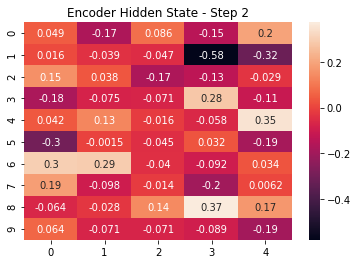 Encoder Hidden State - Step 2
0 0.049 -0.17 0.086 -0.15 0.2
1 0.016 -0.039 -0.047 -0.58 -0.32
2 0.15 0.038 -0.17 -0.13 -0.029
3 -0.18 -0.075 -0.071 0.28 -0.11
4 0.042 0.13 -0.016 -0.058 0.35
5 -0.3 -0.0015 -0.045 0.032 -0.19
6 0.3 0.29 -0.04 -0.092 0.034
7 0.19 -0.098 -0.014 -0.2 0.0062
8 -0.064 -0.028 0.14 0.37 0.17
9 0.064 -0.071 -0.071 -0.089 -0.19
0 1 2 3 4
0.2
0.0
-0.2
-0.4